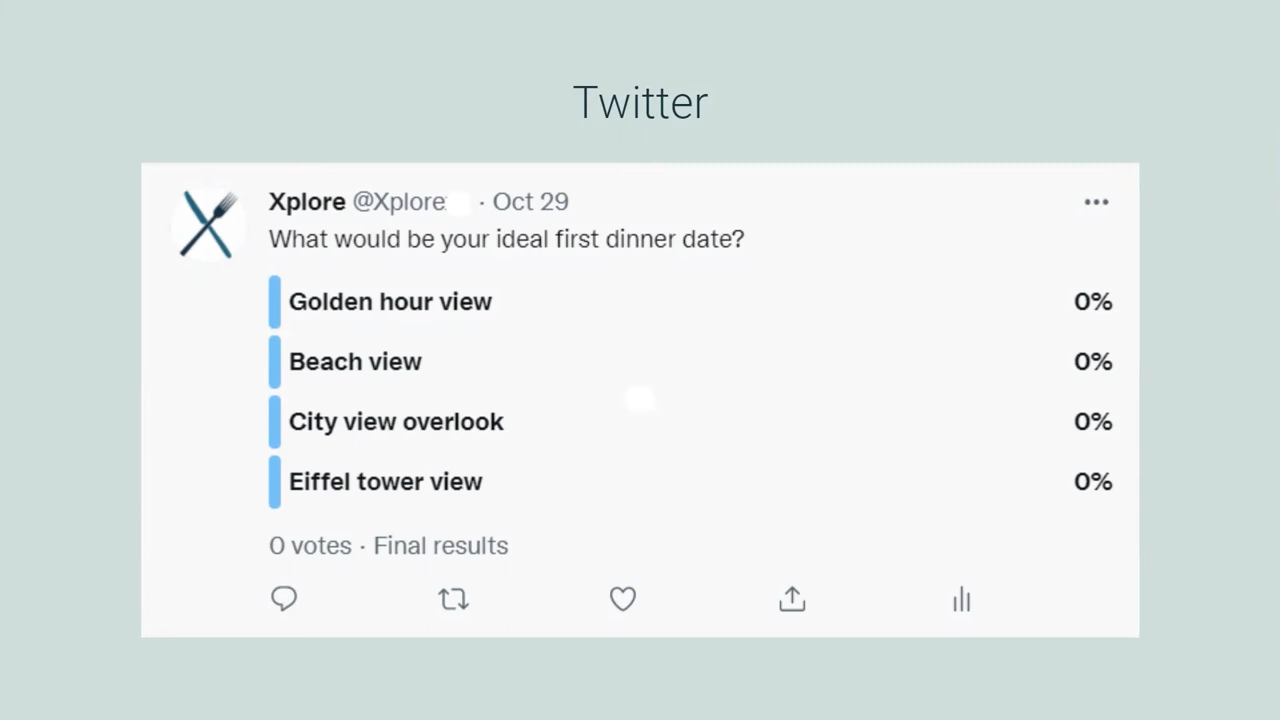 Twitter
Xplore @Xplore · Oct 29
What would be your ideal first dinner date?
Golden hour view 0%
Beach view 0%
City view overlook 0%
Eiffel tower view 0%
0 votes · Final results